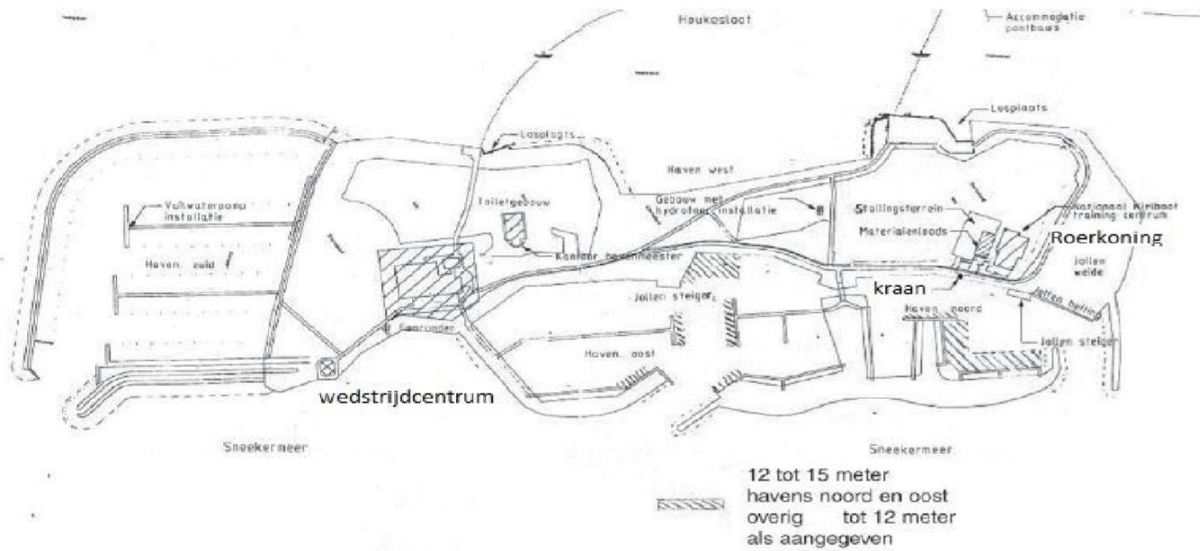 Houkesloot
Accommodatie
pontbaas
Losplaats
Losplaats
Haven west
Vuilwaterpomp
installatie
Toiletgebouw
Gebouw met
hydrofoor installatie
Stallingsterrein
Nationaal Kielboot
training centrum
Materialenloods
Roerkoning
Haven zuid
Kantoor havenmeester
Jollen
weide
kraan
Jollen steiger
Haven noord
Jollen steiger
Haven oost
wedstrijdcentrum
Sneekermeer
Sneekermeer
12 tot 15 meter
havens noord en oost
overig tot 12 meter
als aangegeven